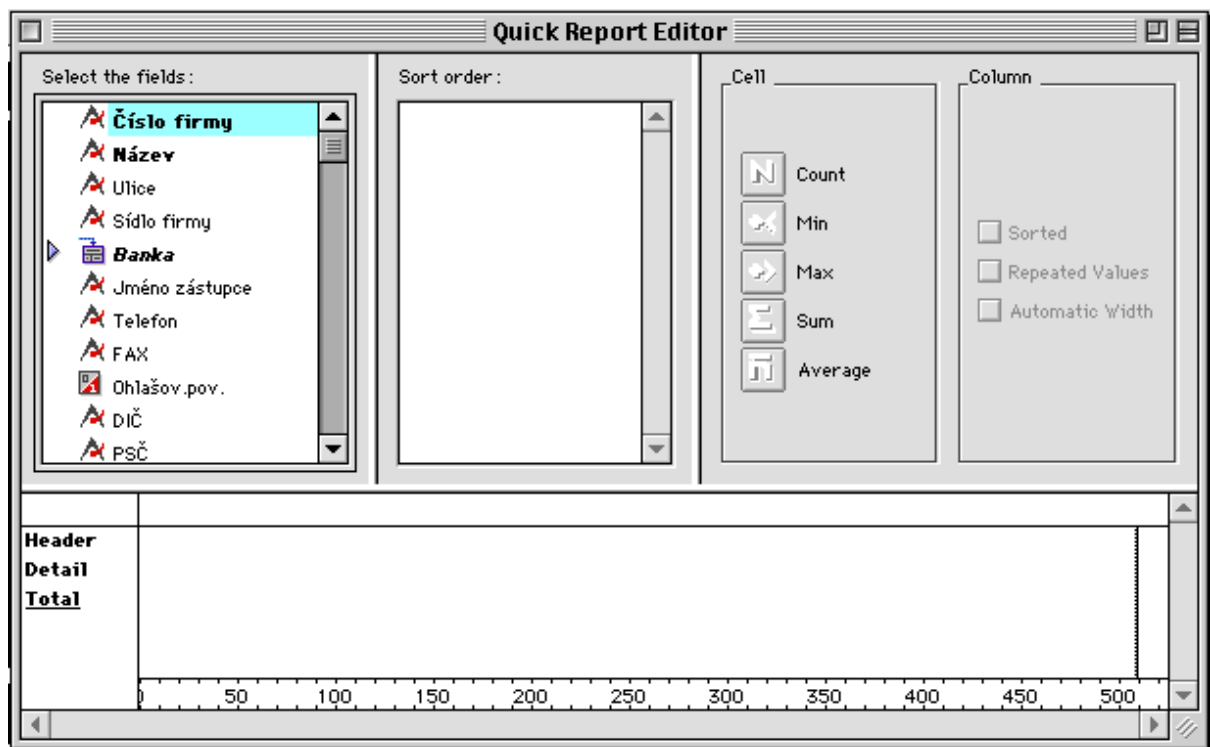 Quick Report Editor
Select the fields:
Číslo firmy
Název
Ulice
Sídlo firmy
Banka
Jméno zástupce
Telefon
FAX
Ohlašov.pov.
DIČ
PSČ
Sort order:
Cell
Count
Min
Max
Sum
Average
Column
Sorted
Repeated Values
Automatic Width
Header
Detail
Total
0 50 100 150 200 250 300 350 400 450 500